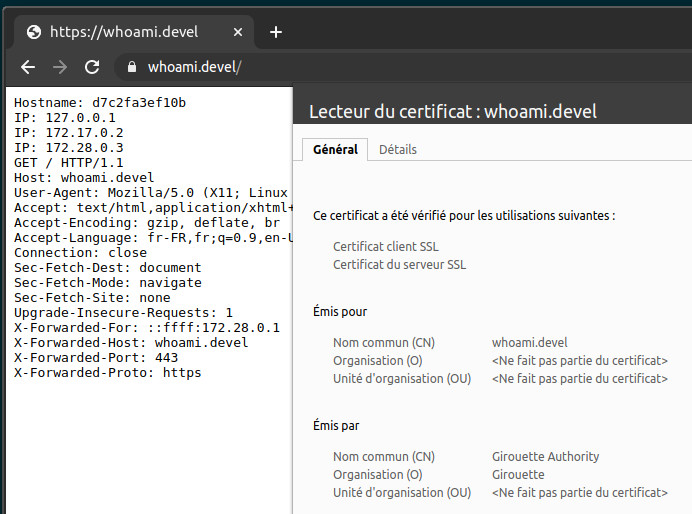 https://whoami.devel
whoami.devel/
Hostname: d7c2fa3ef10b
IP: 127.0.0.1
IP: 172.17.0.2
IP: 172.28.0.3
GET / HTTP/1.1
Host: whoami.devel
User-Agent: Mozilla/5.0 (X11; Linux
Accept: text/html,application/xhtml+
Accept-Encoding: gzip, deflate, br
Accept-Language: fr-FR,fr;q=0.9,en-U
Connection: close
Sec-Fetch-Dest: document
Sec-Fetch-Mode: navigate
Sec-Fetch-Site: none
Upgrade-Insecure-Requests: 1
X-Forwarded-For: ::ffff:172.28.0.1
X-Forwarded-Host: whoami.devel
X-Forwarded-Port: 443
X-Forwarded-Proto: https
Lecteur du certificat : whoami.devel
Général Détails
Ce certificat a été vérifié pour les utilisations suivantes :
Certificat client SSL
Certificat du serveur SSL
Émis pour
Nom commun (CN) whoami.devel
Organisation (O) <Ne fait pas partie du certificat>
Unité d'organisation (OU) <Ne fait pas partie du certificat>
Émis par
Nom commun (CN) Girouette Authority
Organisation (O) Girouette
Unité d'organisation (OU) <Ne fait pas partie du certificat>